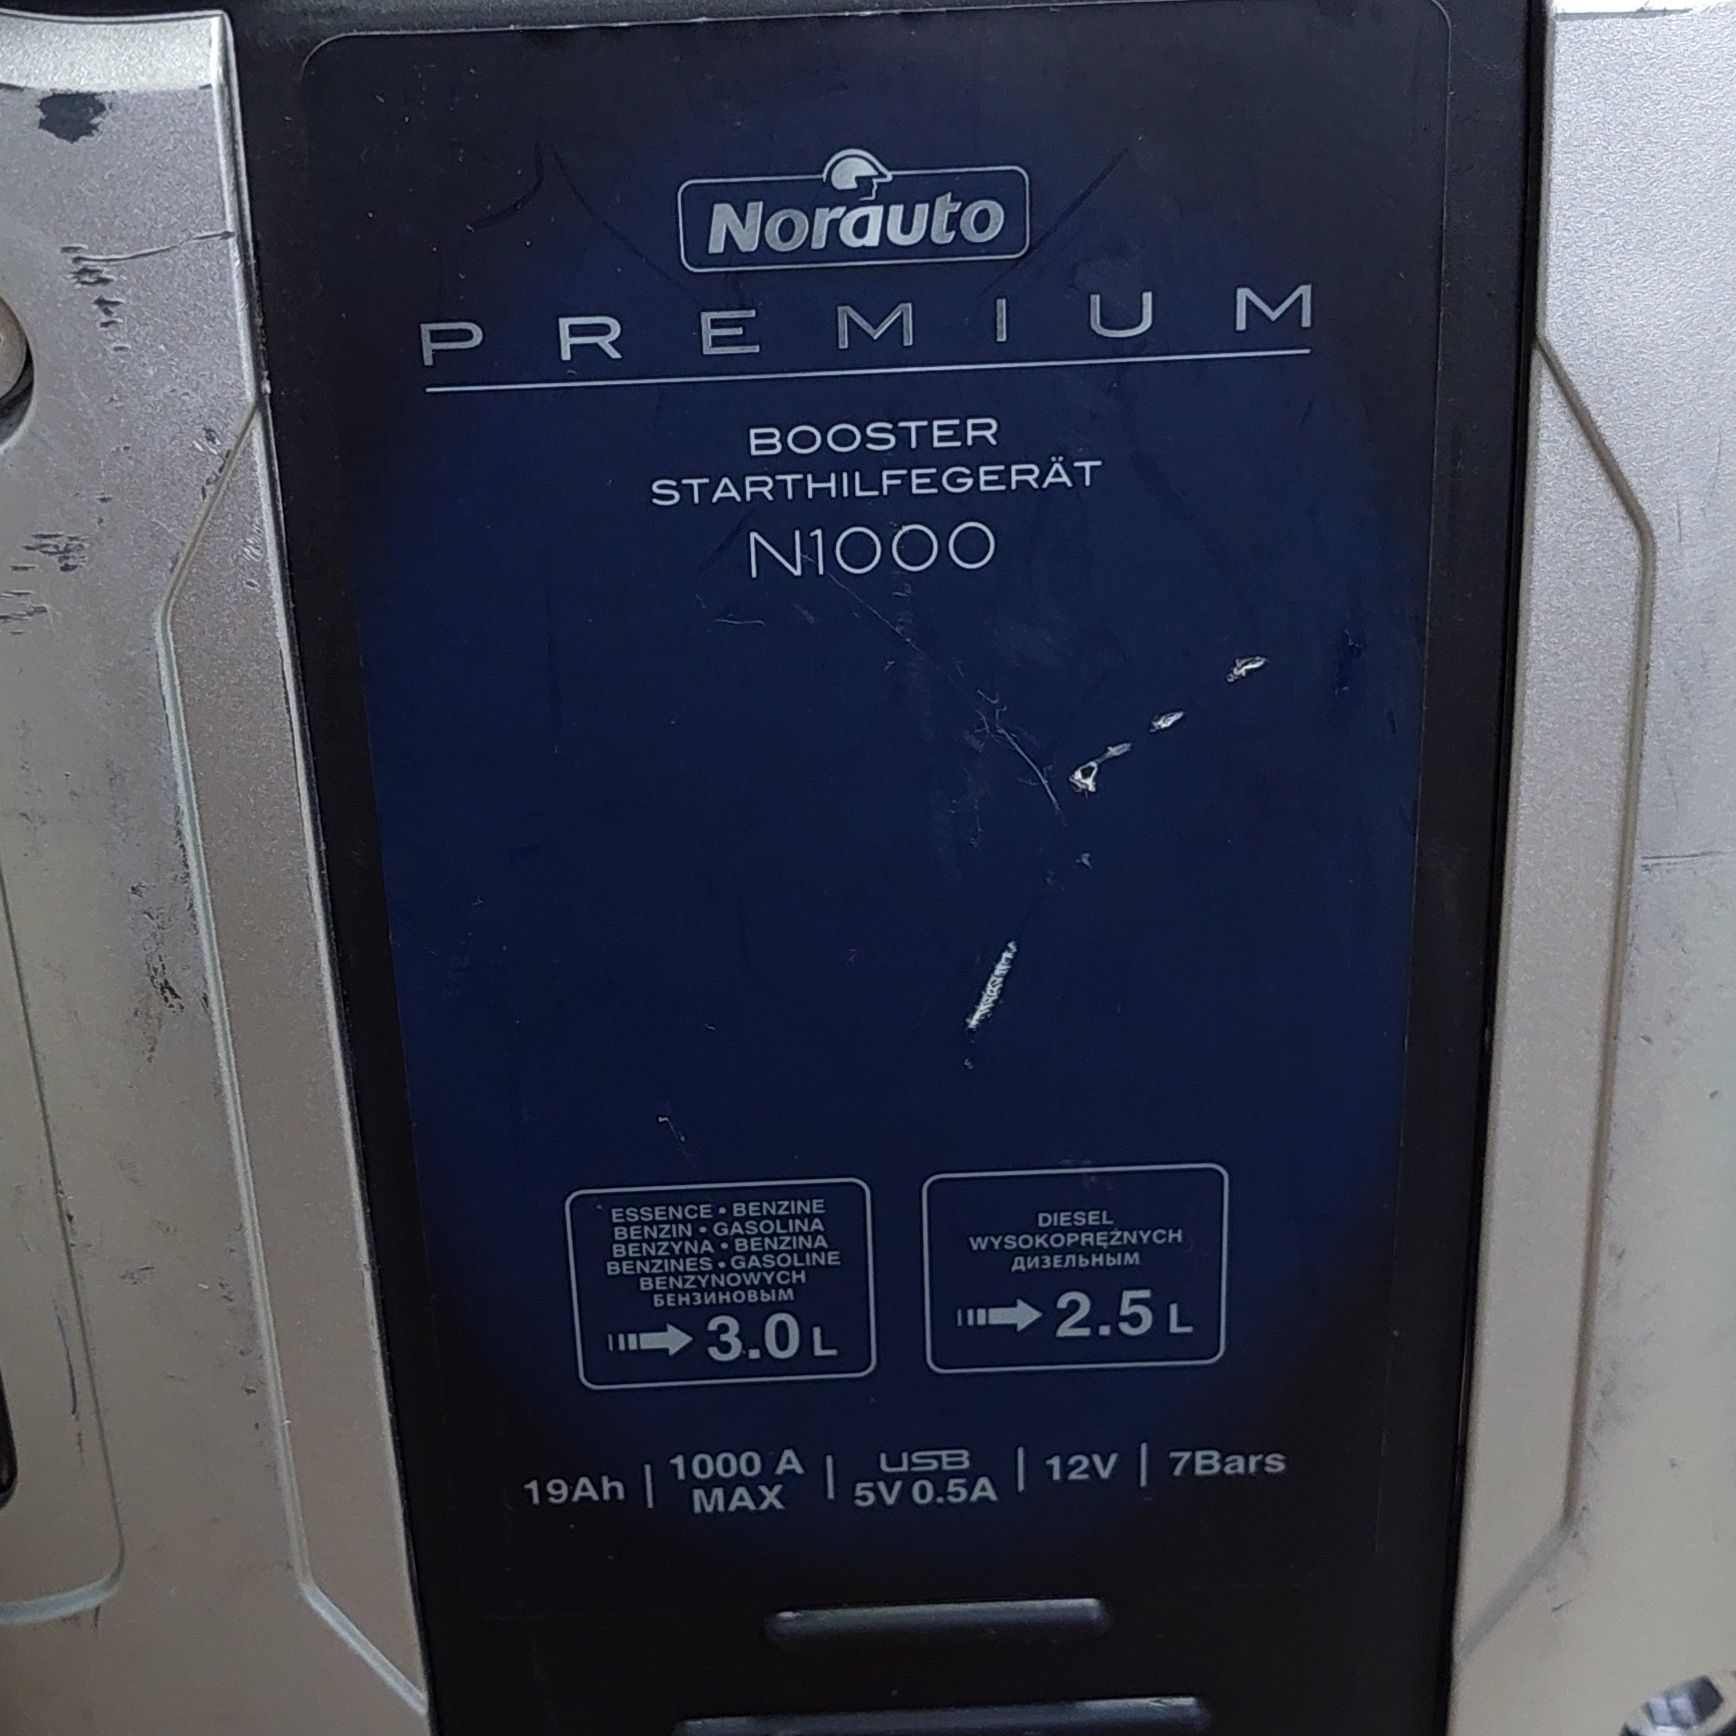 Norauto
PREMIUM
BOOSTER
STARTHILFEGERÄT
N1000
ESSENCE • BENZINE
BENZIN • GASOLINA
BENZYNA • BENZINA
BENZINES • GASOLINE
BENZYNOWYCH
БЕНЗИНОВЫМ
3.0 L
DIESEL
WYSOKOPRĘŻNYCH
ДИЗЕЛЬНЫМ
2.5 L
19Ah | 1000 A MAX | USB 5V 0.5A | 12V | 7Bars